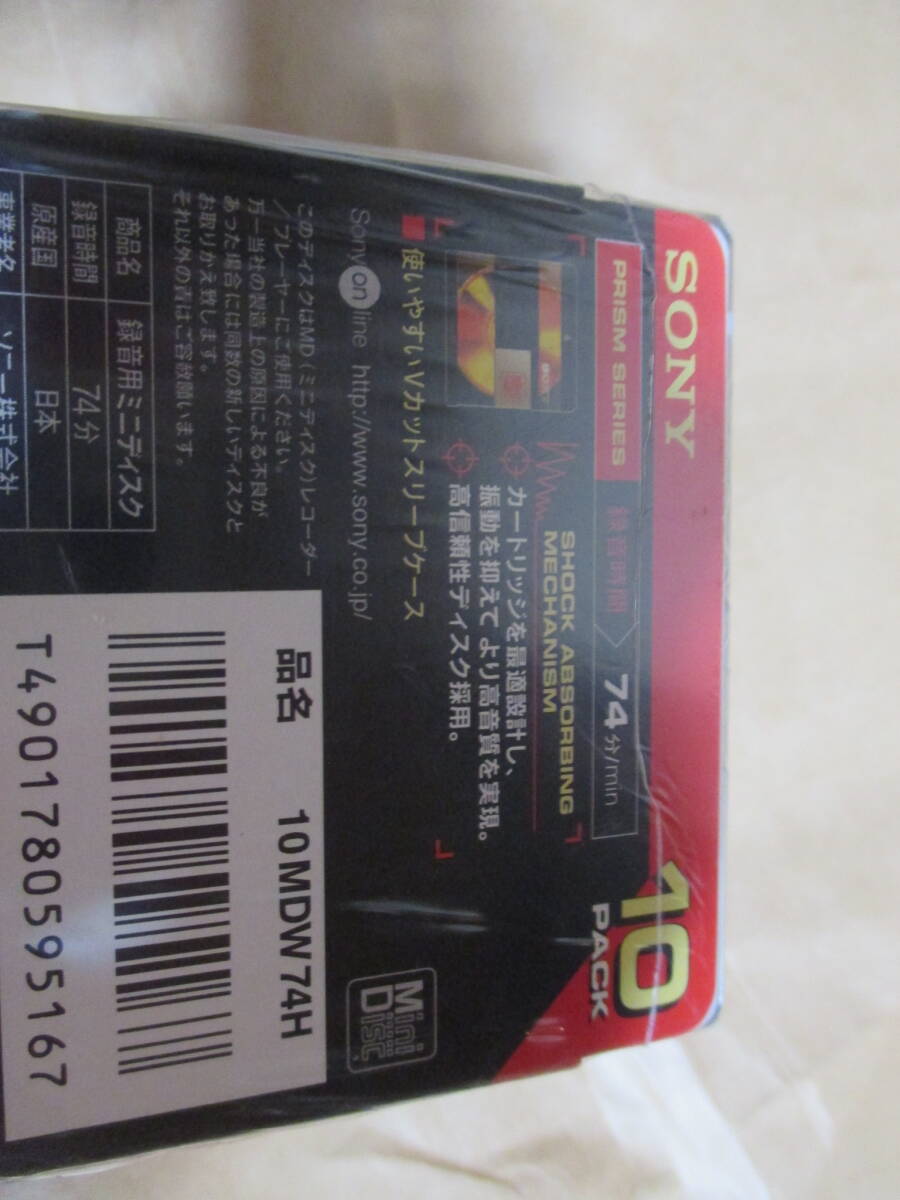 SONY
10
PACK
PRISM SERIES
録音時間
74分/min
SHOCK ABSORBING
MECHANISM
カートリッジを最適設計し、
振動を抑えて より高音質を実現。
高信頼性ディスク採用。
使いやすいVカットスリーブケース
Sony online http://www.sony.co.jp/
このディスクはMD(ミニディスク)レコーダー
/プレーヤーにご使用ください。
万一当社の製造上の原因による不良が
あった場合には同数の新しいディスクと
お取りかえ致します。
それ以外の責はご容赦願います。
商品名 録音用ミニディスク
録音時間 74分
原産国 日本
事業者名 ソニー株式会社
Mini
Disc
品名 10MDW74H
T4901780595167